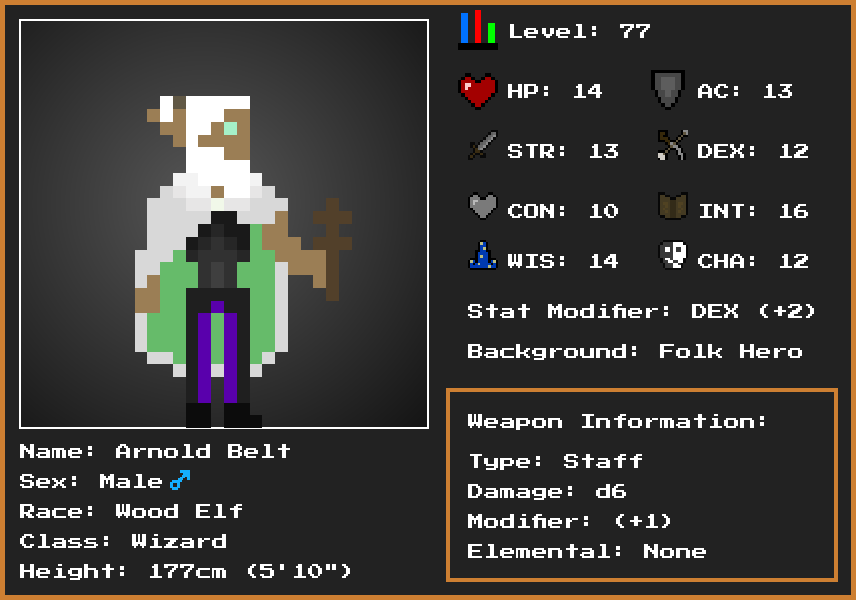 Level: 77
HP: 14 AC: 13
STR: 13 DEX: 12
CON: 10 INT: 16
WIS: 14 CHA: 12
Stat Modifier: DEX (+2)
Background: Folk Hero
Weapon Information:
Type: Staff
Damage: d6
Modifier: (+1)
Elemental: None
Name: Arnold Belt
Sex: Male♂
Race: Wood Elf
Class: Wizard
Height: 177cm (5'10")